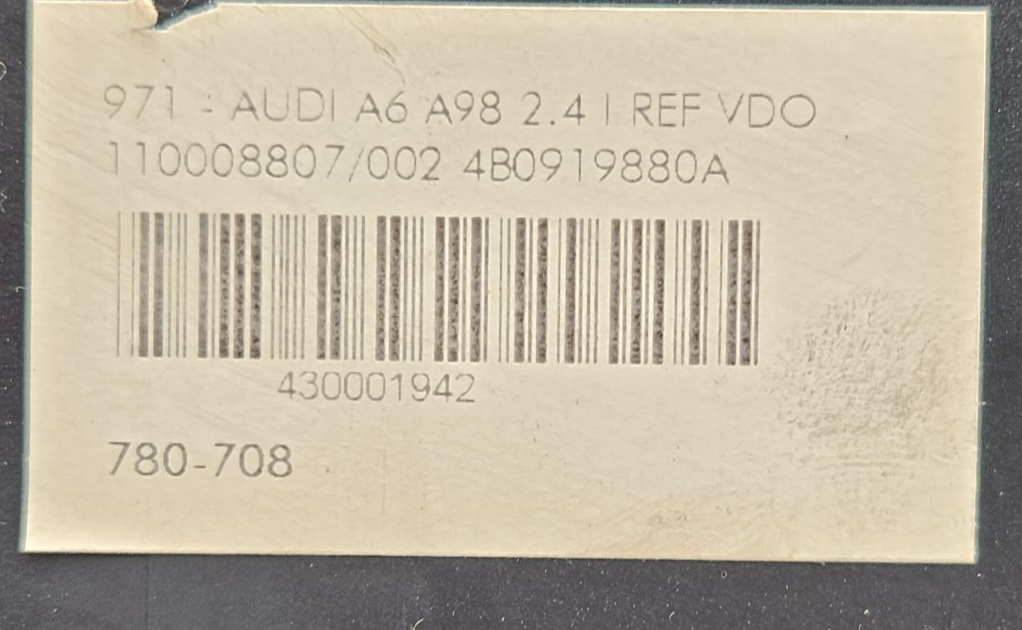 971 - AUDI A6 A98 2.4 I REF VDO
110008807/002 4B0919880A
430001942
780-708